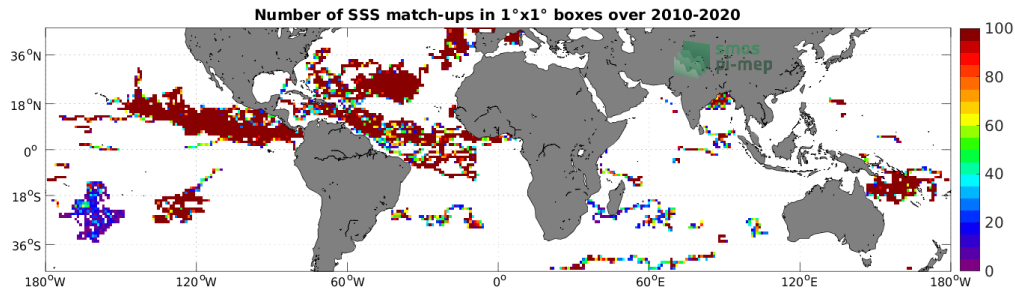 Number of SSS match-ups in 1°x1° boxes over 2010-2020
smos
pi-mep
36°N
18°N
0°
18°S
36°S
180°W
120°W
60°W
0°
60°E
120°E
180°W
100
80
60
40
20
0